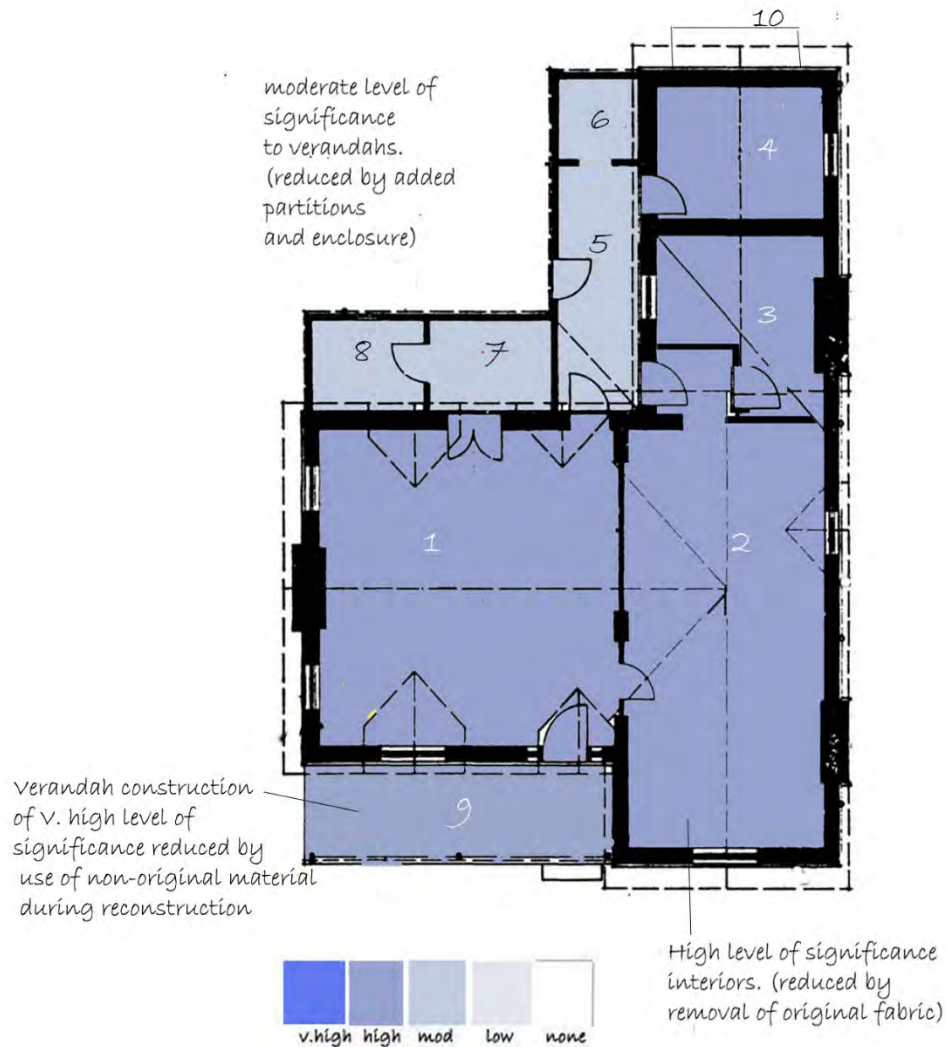 10
moderate level of
significance
to verandahs.
(reduced by added
partitions
and enclosure)
6
4
5
3
8
7
1
2
9
Verandah construction
of V. high level of
significance reduced by
use of non-original material
during reconstruction
High level of significance
interiors. (reduced by
removal of original fabric)
v.high high mod low none